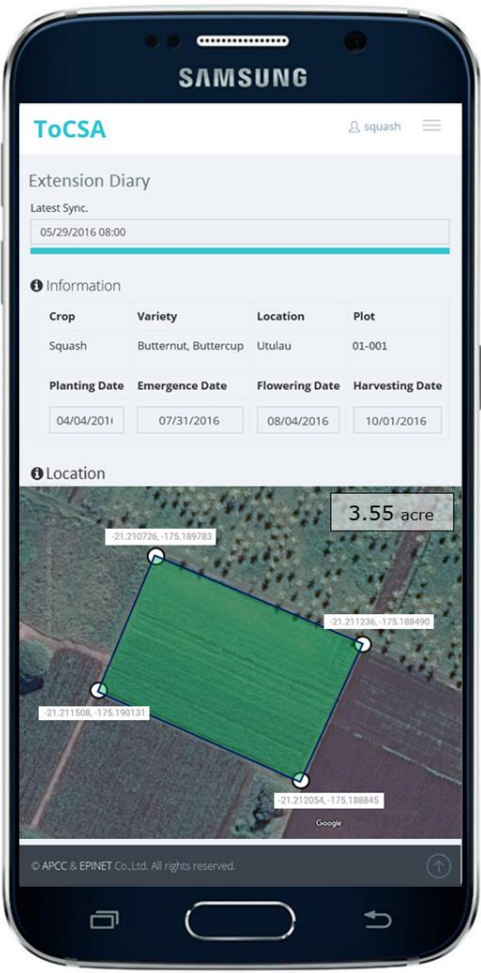 SAMSUNG
ToCSA
squash
Extension Diary
Latest Sync.
05/29/2016 08:00
Information
Crop Variety Location Plot
Squash Butternut, Buttercup Utulau 01-001
Planting Date Emergence Date Flowering Date Harvesting Date
04/04/201 07/31/2016 08/04/2016 10/01/2016
Location
3.55 acre
-21.210726, -175.189783
-21.211236, -175.188490
-21.211508, -175.190131
-21.212054, -175.188845
Google
© APCC & EPINET Co.,Ltd. All rights reserved.